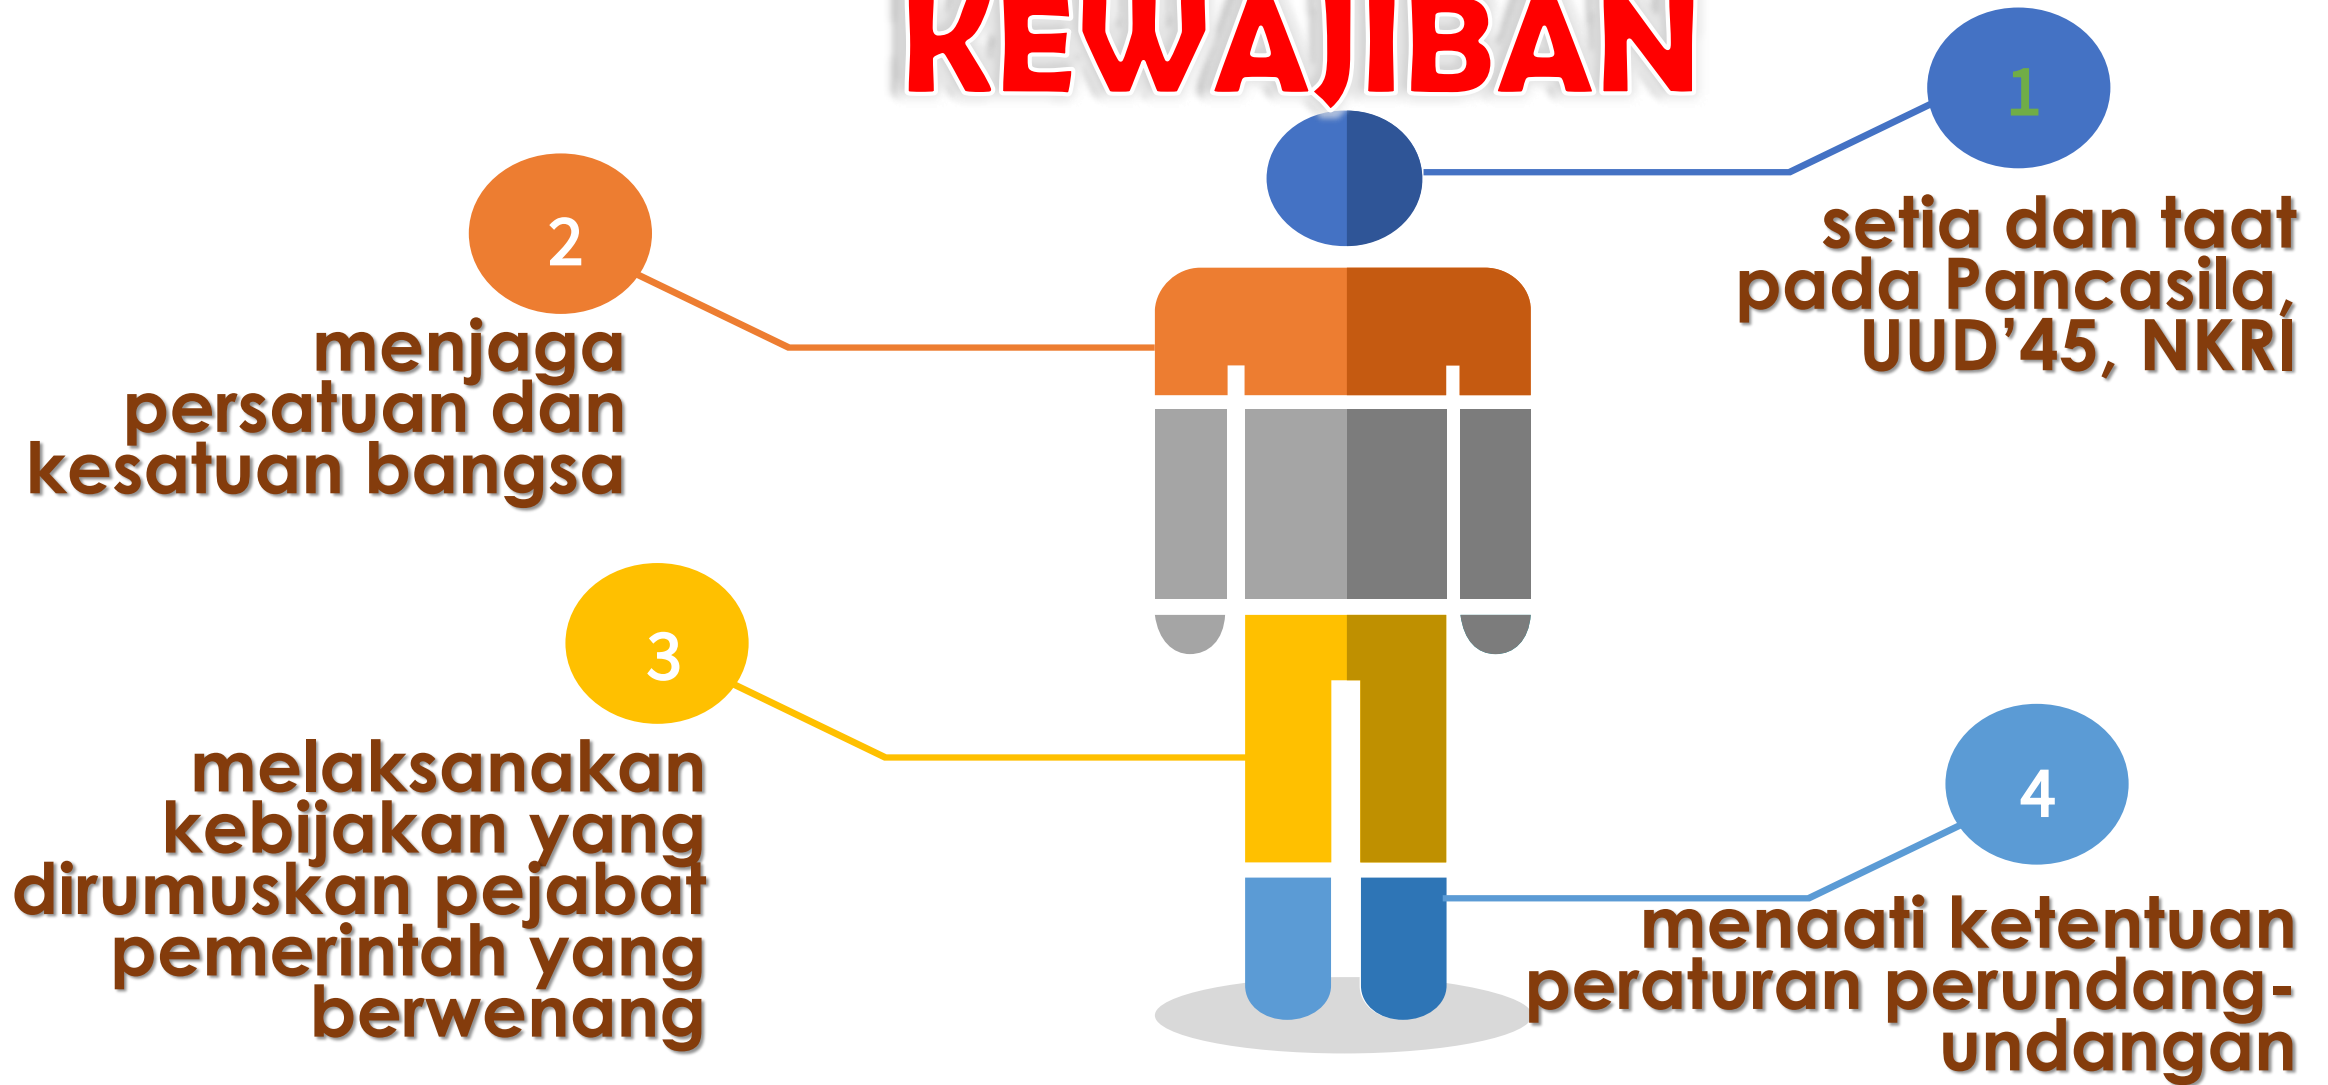 KEWAJIBAN
1
setia dan taat
pada Pancasila,
UUD’45, NKRI
2
menjaga
persatuan dan
kesatuan bangsa
3
melaksanakan
kebijakan yang
dirumuskan pejabat
pemerintah yang
berwenang
4
menaati ketentuan
peraturan perundang-
undangan